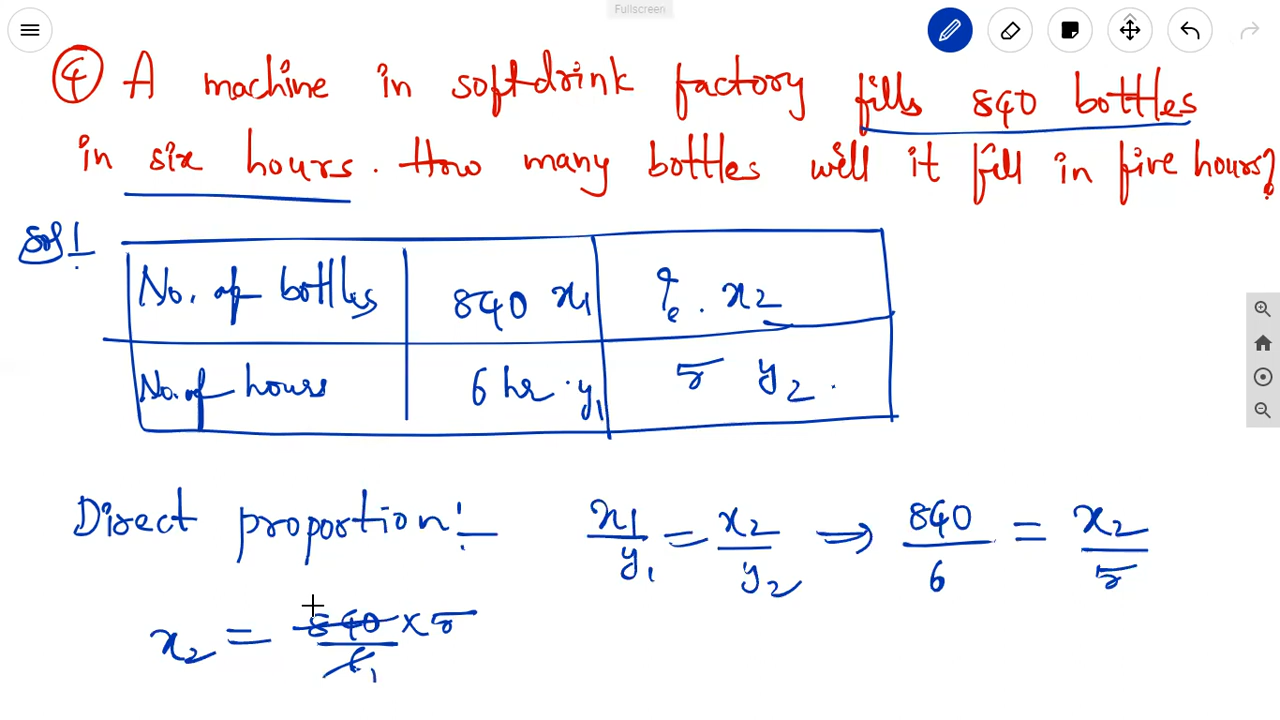 Fullscreen
④ A machine in softdrink factory fills 840 bottles
in six hours. How many bottles will it fill in five hours?
Sol:-
No. of bottles 840 x1 ?. x2
No. of hours 6 hr. y1 5 y2.
Direct proportion:- x1/y1 = x2/y2 ⇒ 840/6 = x2/5
x2 = 840 × 5 / 6 1